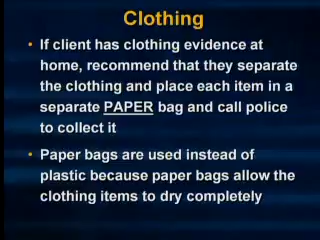 Clothing
• If client has clothing evidence at
home, recommend that they separate
the clothing and place each item in a
separate PAPER bag and call police
to collect it
• Paper bags are used instead of
plastic because paper bags allow the
clothing items to dry completely